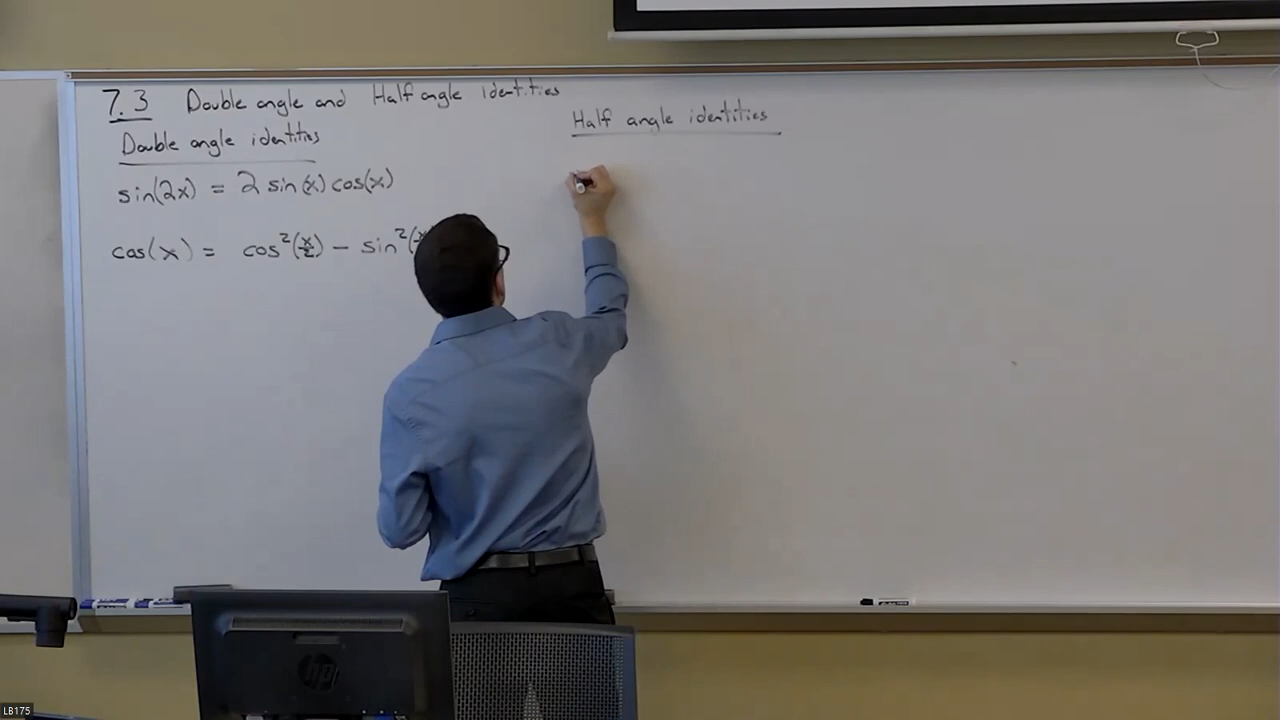 7.3 Double angle and Half angle identities
Double angle identities
sin(2x) = 2 sin(x) cos(x)
cos(x) = cos²(x/2) − sin²(x
Half angle identities
hp
LB175